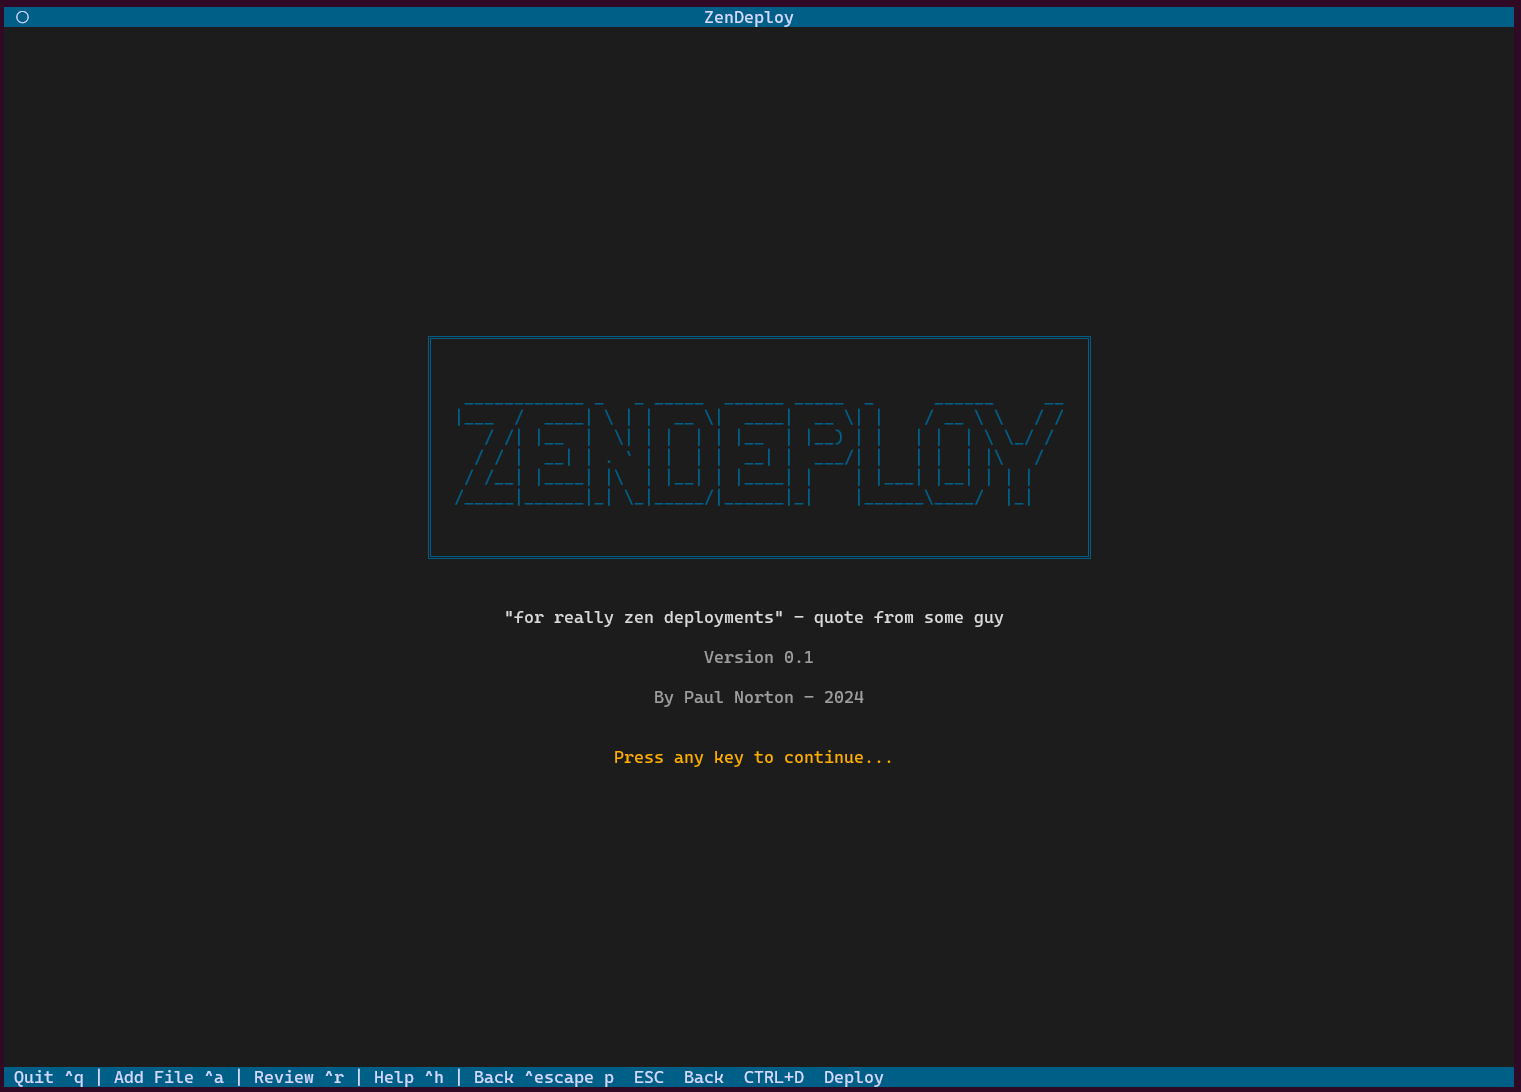 ZenDeploy
ZENDEPLOY
"for really zen deployments" - quote from some guy
Version 0.1
By Paul Norton - 2024
Press any key to continue...
Quit ^q | Add File ^a | Review ^r | Help ^h | Back ^escape p  ESC  Back  CTRL+D  Deploy